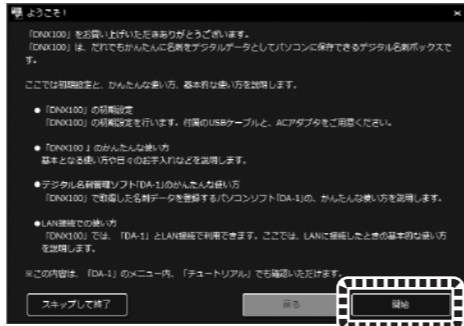 ようこそ!
「DNX100」をお買い上げいただきありがとうございます。
「DNX100」は、だれでもかんたんに名刺をデジタルデータとしてパソコンに保存できるデジタル名刺ボックスで
す。
ここでは初期設定と、かんたんな使い方、基本的な使い方を説明します。
●「DNX100」の初期設定
「DNX100」の初期設定を行います。付属のUSBケーブルと、ACアダプタをご用意ください。
●「DNX100 」のかんたんな使い方
基本となる使い方や日々のお手入れなどを説明します。
●デジタル名刺管理ソフト「DA-1」のかんたんな使い方
「DNX100」で取得した名刺データを登録するパソコンソフト「DA-1」の、かんたんな使い方を説明します。
●LAN接続での使い方
「DNX100」では、「DA-1」とLAN接続で利用できます。ここでは、LANに接続したときの基本的な使い方
を説明します。
※この内容は、「DA-1」のメニュー内、「チュートリアル」でも確認いただけます。
スキップして終了
戻る
開始